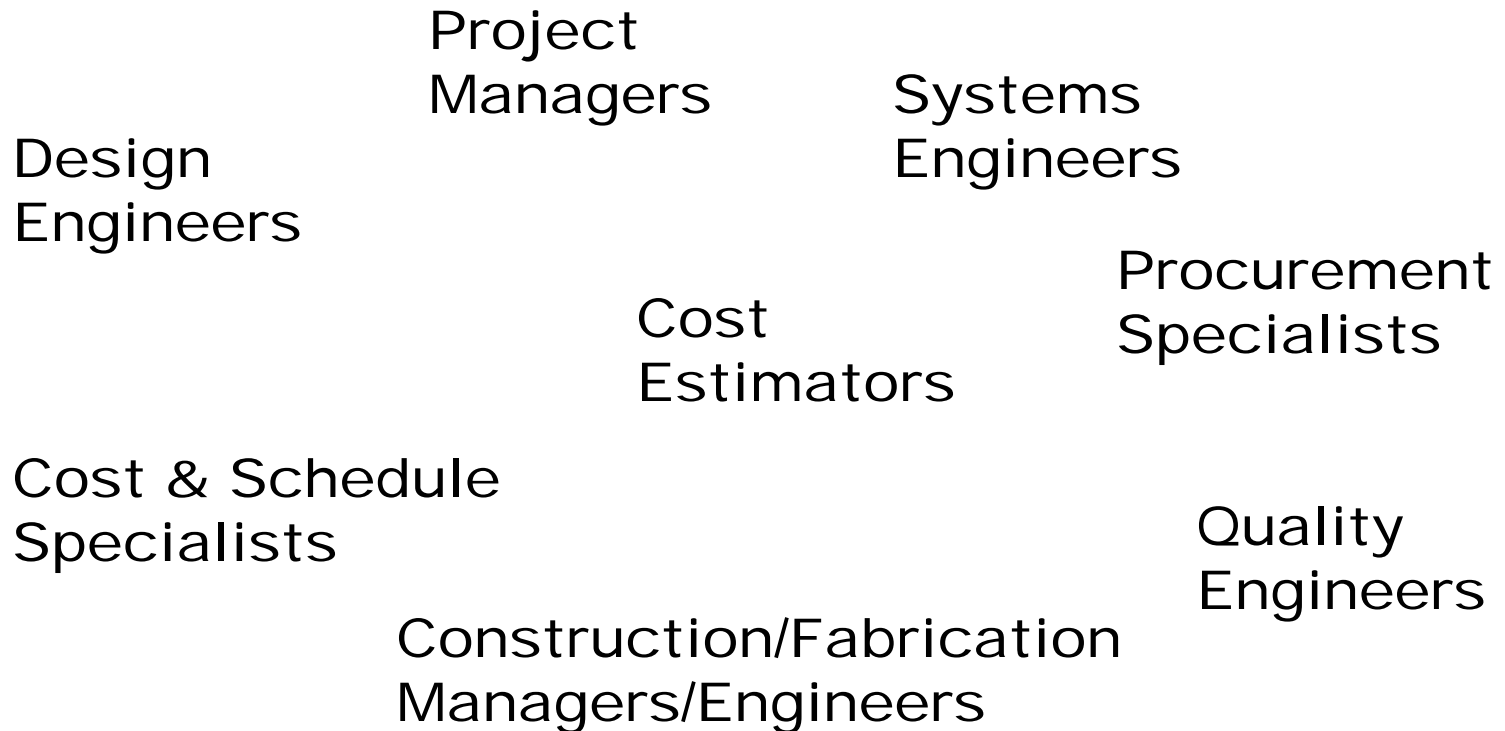 Project
Managers
Systems
Engineers
Design
Engineers
Procurement
Specialists
Cost
Estimators
Cost & Schedule
Specialists
Quality
Engineers
Construction/Fabrication
Managers/Engineers